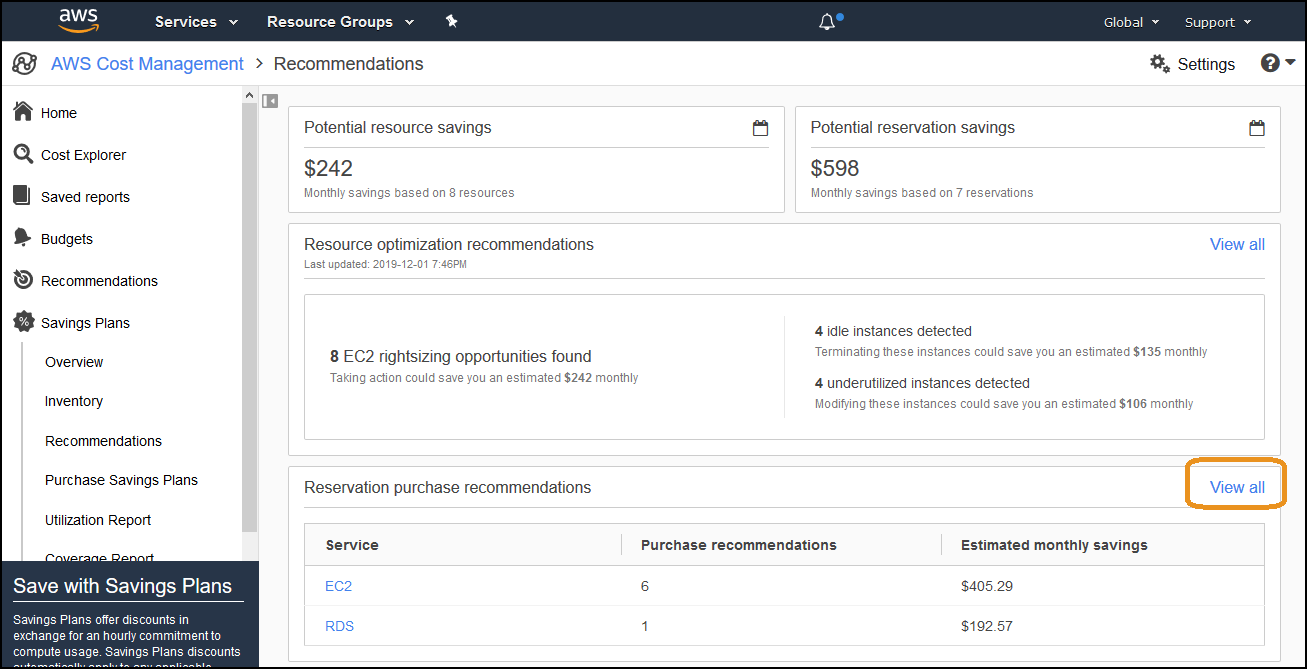 aws Services Resource Groups Global Support
AWS Cost Management > Recommendations Settings ?
Home
Cost Explorer
Saved reports
Budgets
Recommendations
% Savings Plans
Overview
Inventory
Recommendations
Purchase Savings Plans
Utilization Report
Coverage Report
Save with Savings Plans
Savings Plans offer discounts in
exchange for an hourly commitment to
compute usage. Savings Plans discounts
automatically apply to any applicable
Potential resource savings
$242
Monthly savings based on 8 resources
Potential reservation savings
$598
Monthly savings based on 7 reservations
Resource optimization recommendations View all
Last updated: 2019-12-01 7:46PM
8 EC2 rightsizing opportunities found
Taking action could save you an estimated $242 monthly
4 idle instances detected
Terminating these instances could save you an estimated $135 monthly
4 underutilized instances detected
Modifying these instances could save you an estimated $106 monthly
Reservation purchase recommendations View all
Service Purchase recommendations Estimated monthly savings
EC2 6 $405.29
RDS 1 $192.57